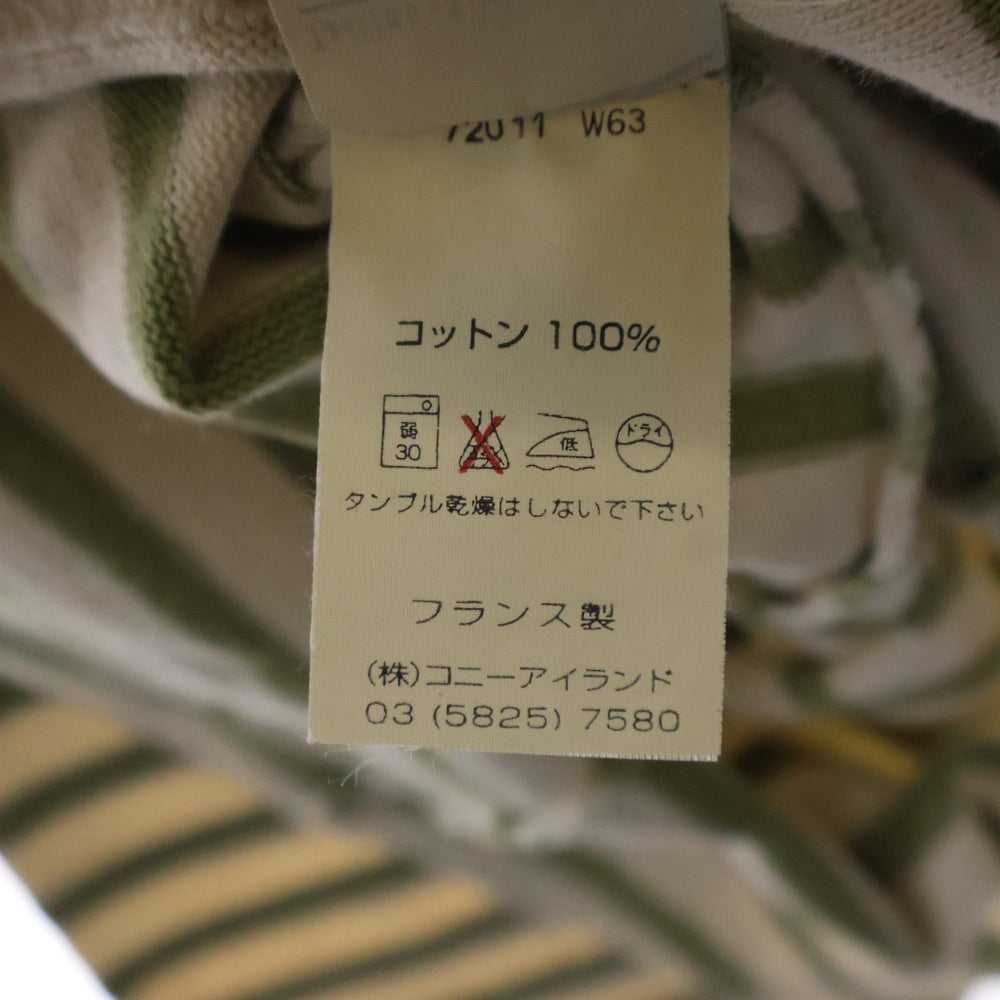 72011 W63
コットン 100%
弱
30
低
ドライ
タンブル乾燥はしないで下さい
フランス製
(株)コニーアイランド
03 (5825) 7580